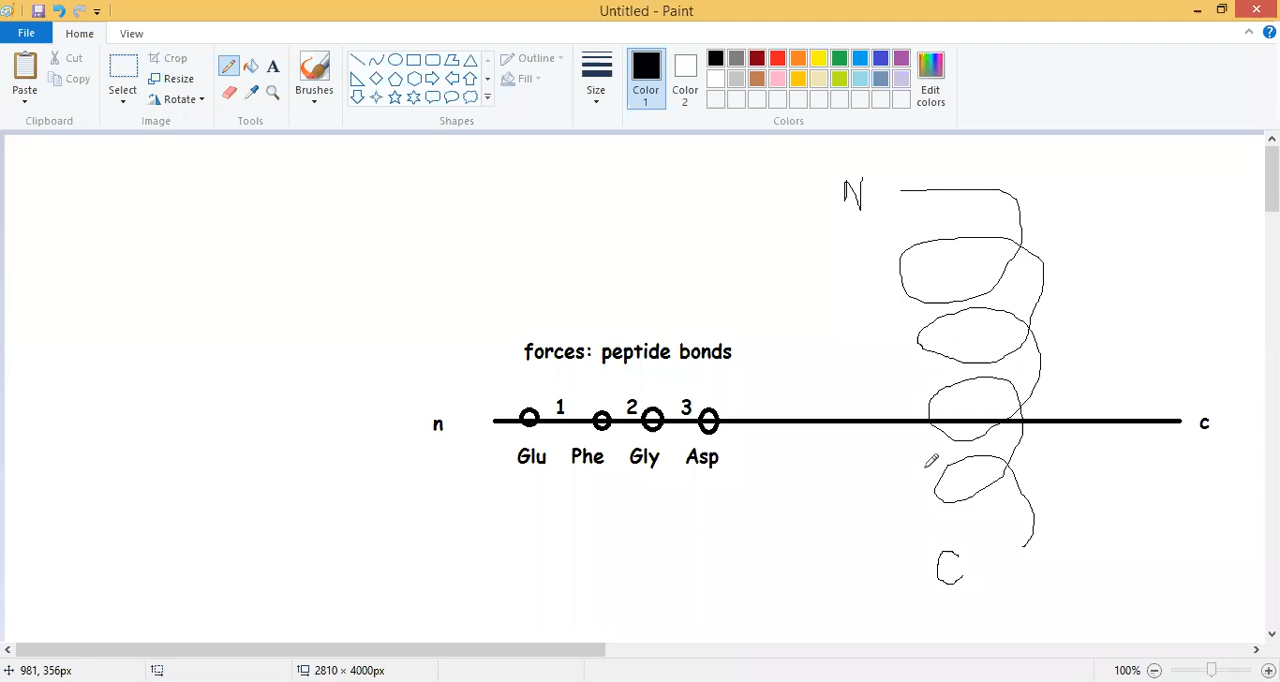 Untitled - Paint
File Home View
Paste
Cut
Copy
Clipboard
Select
Crop
Resize
Rotate
Image
A
Tools
Brushes
Outline
Fill
Shapes
Size
Color 1
Color 2
Edit colors
Colors
N
forces: peptide bonds
1 2 3
n c
Glu Phe Gly Asp
C
981, 356px
2810 × 4000px
100%